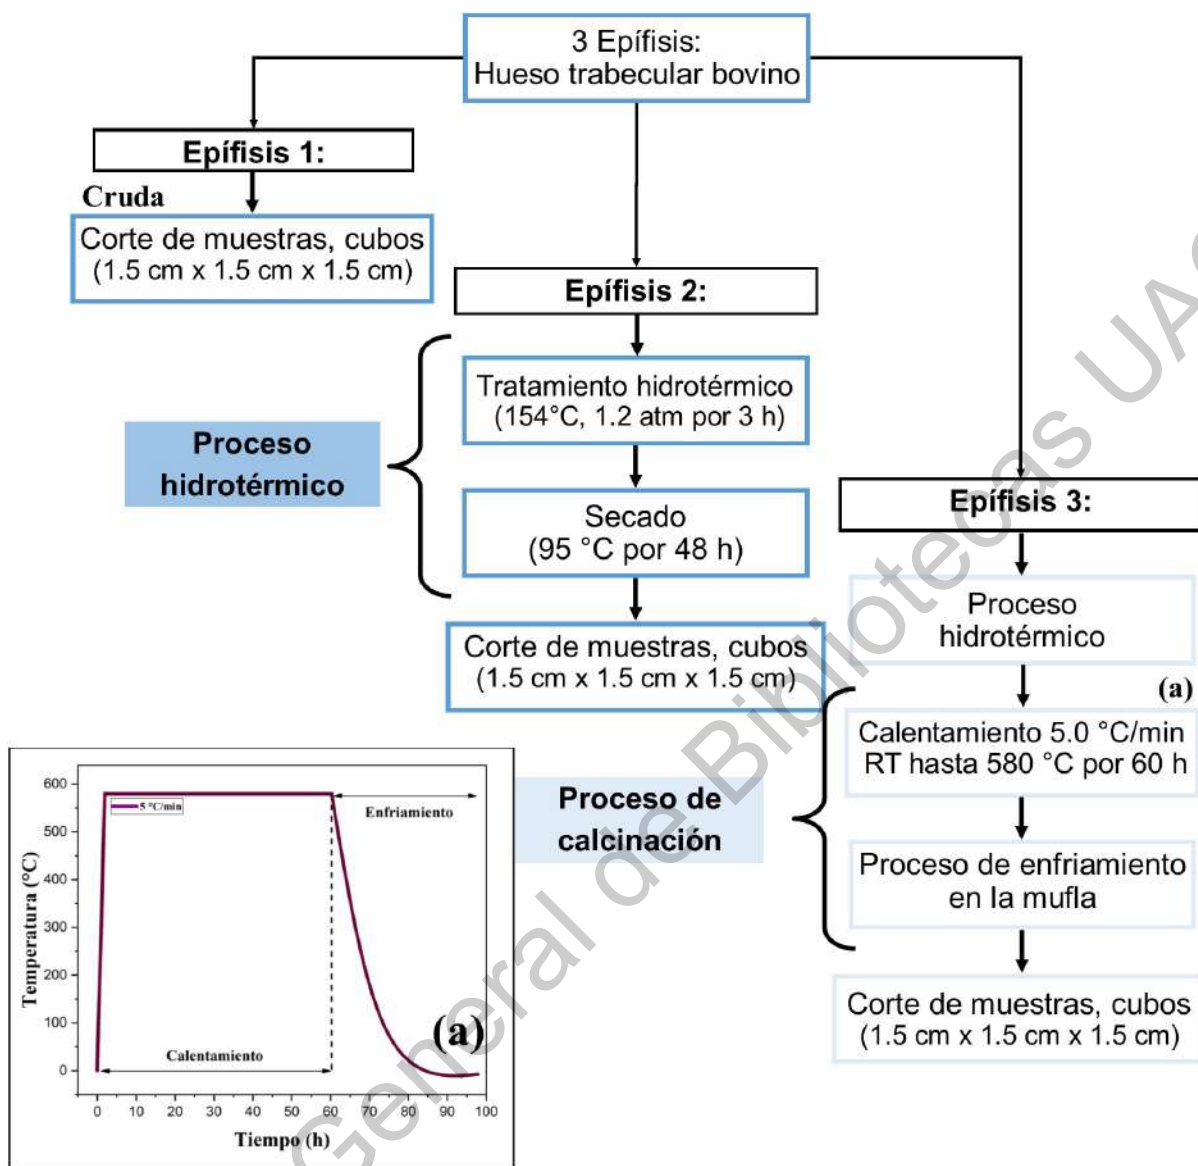 3 Epífisis:
Hueso trabecular bovino
Epífisis 1:
Cruda
Corte de muestras, cubos
(1.5 cm x 1.5 cm x 1.5 cm)
Epífisis 2:
Tratamiento hidrotérmico
(154°C, 1.2 atm por 3 h)
Proceso
hidrotérmico
Secado
(95 °C por 48 h)
Corte de muestras, cubos
(1.5 cm x 1.5 cm x 1.5 cm)
Epífisis 3:
Proceso
hidrotérmico
(a)
Calentamiento 5.0 °C/min
RT hasta 580 °C por 60 h
Proceso de
calcinación
Proceso de enfriamiento
en la mufla
Corte de muestras, cubos
(1.5 cm x 1.5 cm x 1.5 cm)
5 °C/min
Enfriamiento
Calentamiento
(a)
Temperatura (°C)
600
500
400
300
200
100
0
0 10 20 30 40 50 60 70 80 90 100
Tiempo (h)
General de Bibliotecas